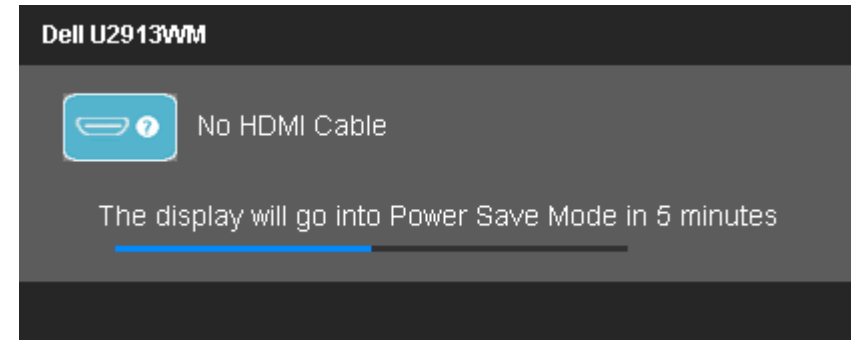 Dell U2913WM
? No HDMI Cable
The display will go into Power Save Mode in 5 minutes